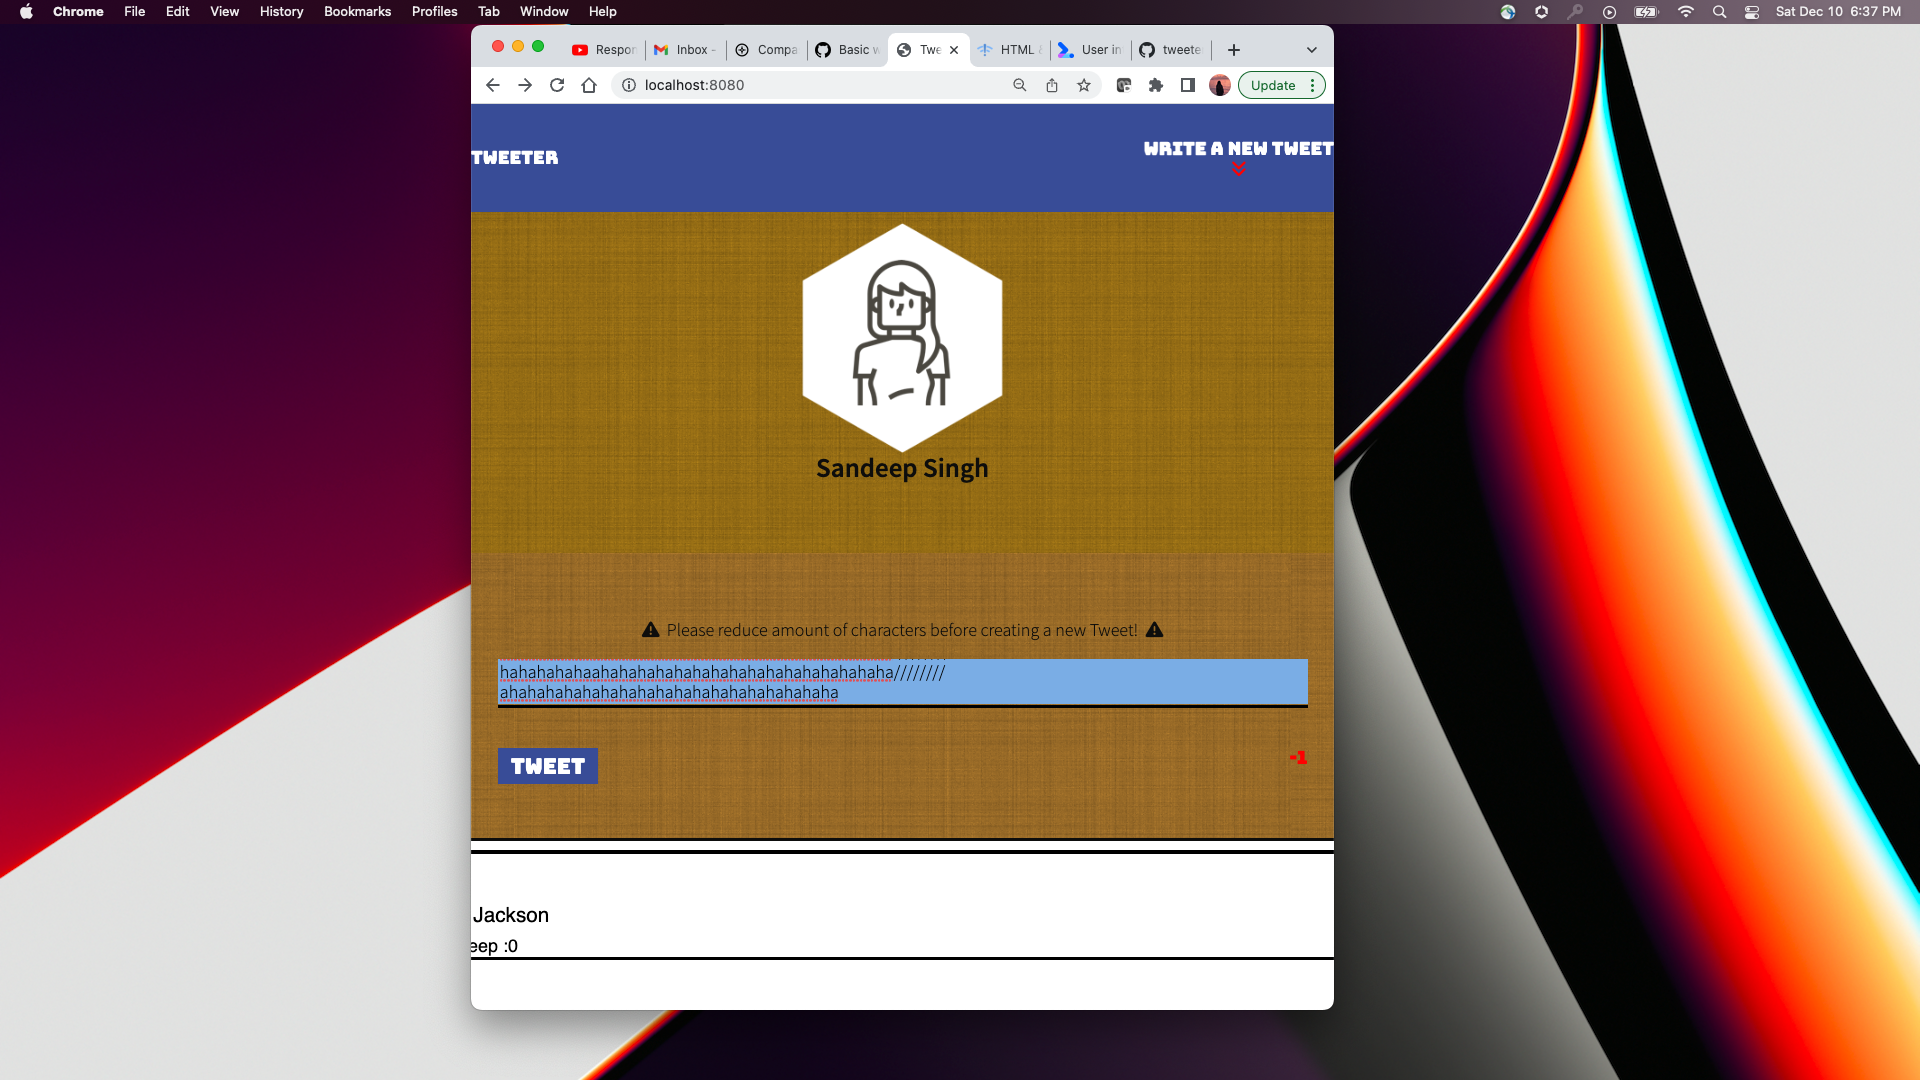 Chrome File Edit View History Bookmarks Profiles Tab Window Help Sat Dec 10 6:37 PM
Respon Inbox - Compa Basic w Twe HTML & User in tweete
localhost:8080 Update
TWEETER
WRITE A NEW TWEET
Sandeep Singh
Please reduce amount of characters before creating a new Tweet!
hahahahahaahahahahahahahahahahahahahahahaha////////
ahahahahahahahahahahahahahahahahahaha
TWEET
-1
Jackson
eep :0